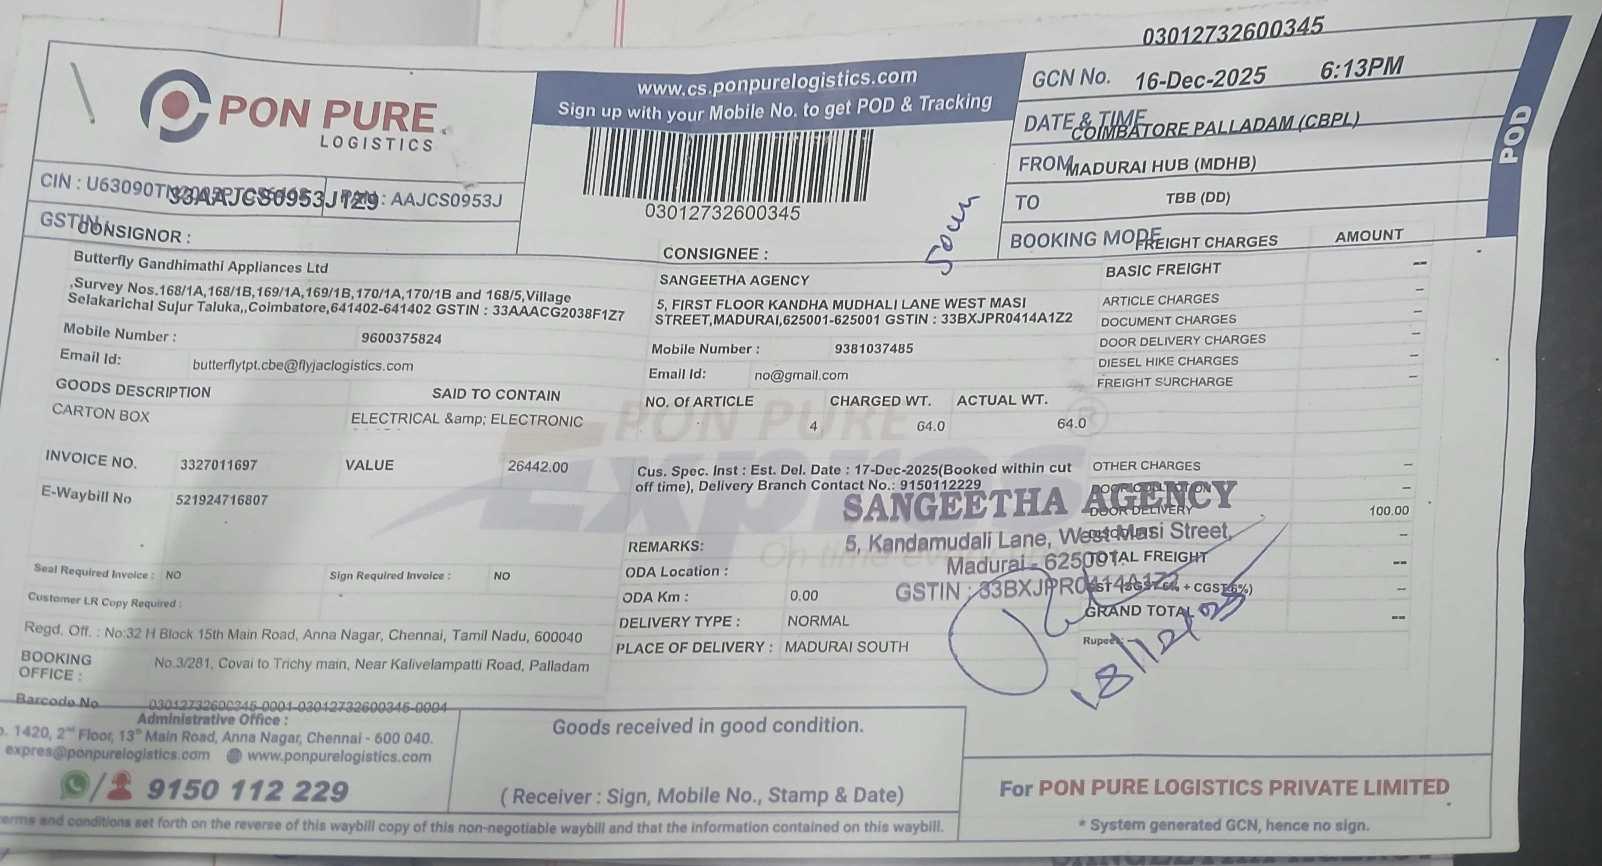 03012732600345
PON PURE
LOGISTICS
www.cs.ponpurelogistics.com
Sign up with your Mobile No. to get POD & Tracking
03012732600345
GCN No. 16-Dec-2025 6:13PM
DATE & TIME COIMBATORE PALLADAM (CBPL)
FROM MADURAI HUB (MDHB)
TO TBB (DD)
BOOKING MODE
POD
CIN : PAN : AAJCS0953J
33AAJCS0953J1Z9
GSTIN
CONSIGNOR :
Butterfly Gandhimathi Appliances Ltd
,Survey Nos.168/1A,168/1B,169/1A,169/1B,170/1A,170/1B and 168/5,Village
Selakarichal Sulur Taluka,,Coimbatore,641402-641402 GSTIN : 33AAACG2038F1Z7
Mobile Number : 9600375824
Email Id: butterflytpt.cbe@flyjaclogistics.com
CONSIGNEE :
SANGEETHA AGENCY
5, FIRST FLOOR KANDHA MUDHALI LANE WEST MASI
STREET,MADURAI,625001-625001 GSTIN : 33BXJPR0414A1Z2
Mobile Number : 9381037485
Email Id: no@gmail.com
FREIGHT CHARGES AMOUNT
BASIC FREIGHT --
ARTICLE CHARGES --
DOCUMENT CHARGES --
DOOR DELIVERY CHARGES --
DIESEL HIKE CHARGES --
FREIGHT SURCHARGE --
GOODS DESCRIPTION SAID TO CONTAIN NO. Of ARTICLE CHARGED WT. ACTUAL WT.
CARTON BOX ELECTRICAL &amp; ELECTRONIC 4 64.0 64.0
PON PURE
Expres
On time
INVOICE NO. 3327011697 VALUE 26442.00
E-Waybill No 521924716807
Cus. Spec. Inst : Est. Del. Date : 17-Dec-2025(Booked within cut
off time), Delivery Branch Contact No.: 9150112229
OTHER CHARGES --
DOOR DELIVERY 100.00
TOTAL FREIGHT --
+ CGST 6%)
GRAND TOTAL --
Rupees: --
SANGEETHA AGENCY
5, Kandamudali Lane, West Masi Street,
Madurai - 625001.
GSTIN : 33BXJPR0414A1Z2
18/12/25
REMARKS:
ODA Location :
ODA Km : 0.00
DELIVERY TYPE : NORMAL
PLACE OF DELIVERY : MADURAI SOUTH
Seal Required Invoice : NO Sign Required Invoice : NO
Customer LR Copy Required :
Regd. Off. : No:32 H Block 15th Main Road, Anna Nagar, Chennai, Tamil Nadu, 600040
BOOKING OFFICE : No.3/281, Covai to Trichy main, Near Kalivelampatti Road, Palladam
Barcode No 03012732600345-0001-03012732600345-0004
Administrative Office :
1420, 2nd Floor, 13th Main Road, Anna Nagar, Chennai - 600 040.
expres@ponpurelogistics.com www.ponpurelogistics.com
9150 112 229
Goods received in good condition.
( Receiver : Sign, Mobile No., Stamp & Date)
For PON PURE LOGISTICS PRIVATE LIMITED
* System generated GCN, hence no sign.
terms and conditions set forth on the reverse of this waybill copy of this non-negotiable waybill and that the information contained on this waybill.